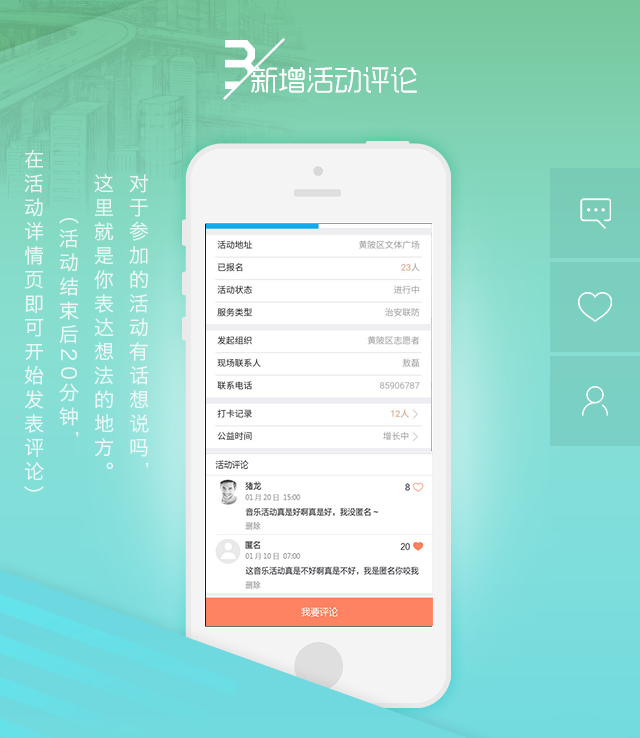 3 新增活动评论
对于参加的活动有话想说吗，
这里就是你表达想法的地方。
（活动结束后20分钟，
在活动详情页即可开始发表评论）
活动地址 黄陂区文体广场
已报名 23人
活动状态 进行中
服务类型 治安联防
发起组织 黄陂区志愿者
现场联系人 敖磊
联系电话 85906787
打卡记录 12人
公益时间 增长中
活动评论
猪龙 8
01月20日 15:00
音乐活动真是好啊真是好，我没匿名~
删除
匿名 20
01月10日 07:00
这音乐活动真是不好啊真是不好，我是匿名你咬我
删除
我要评论